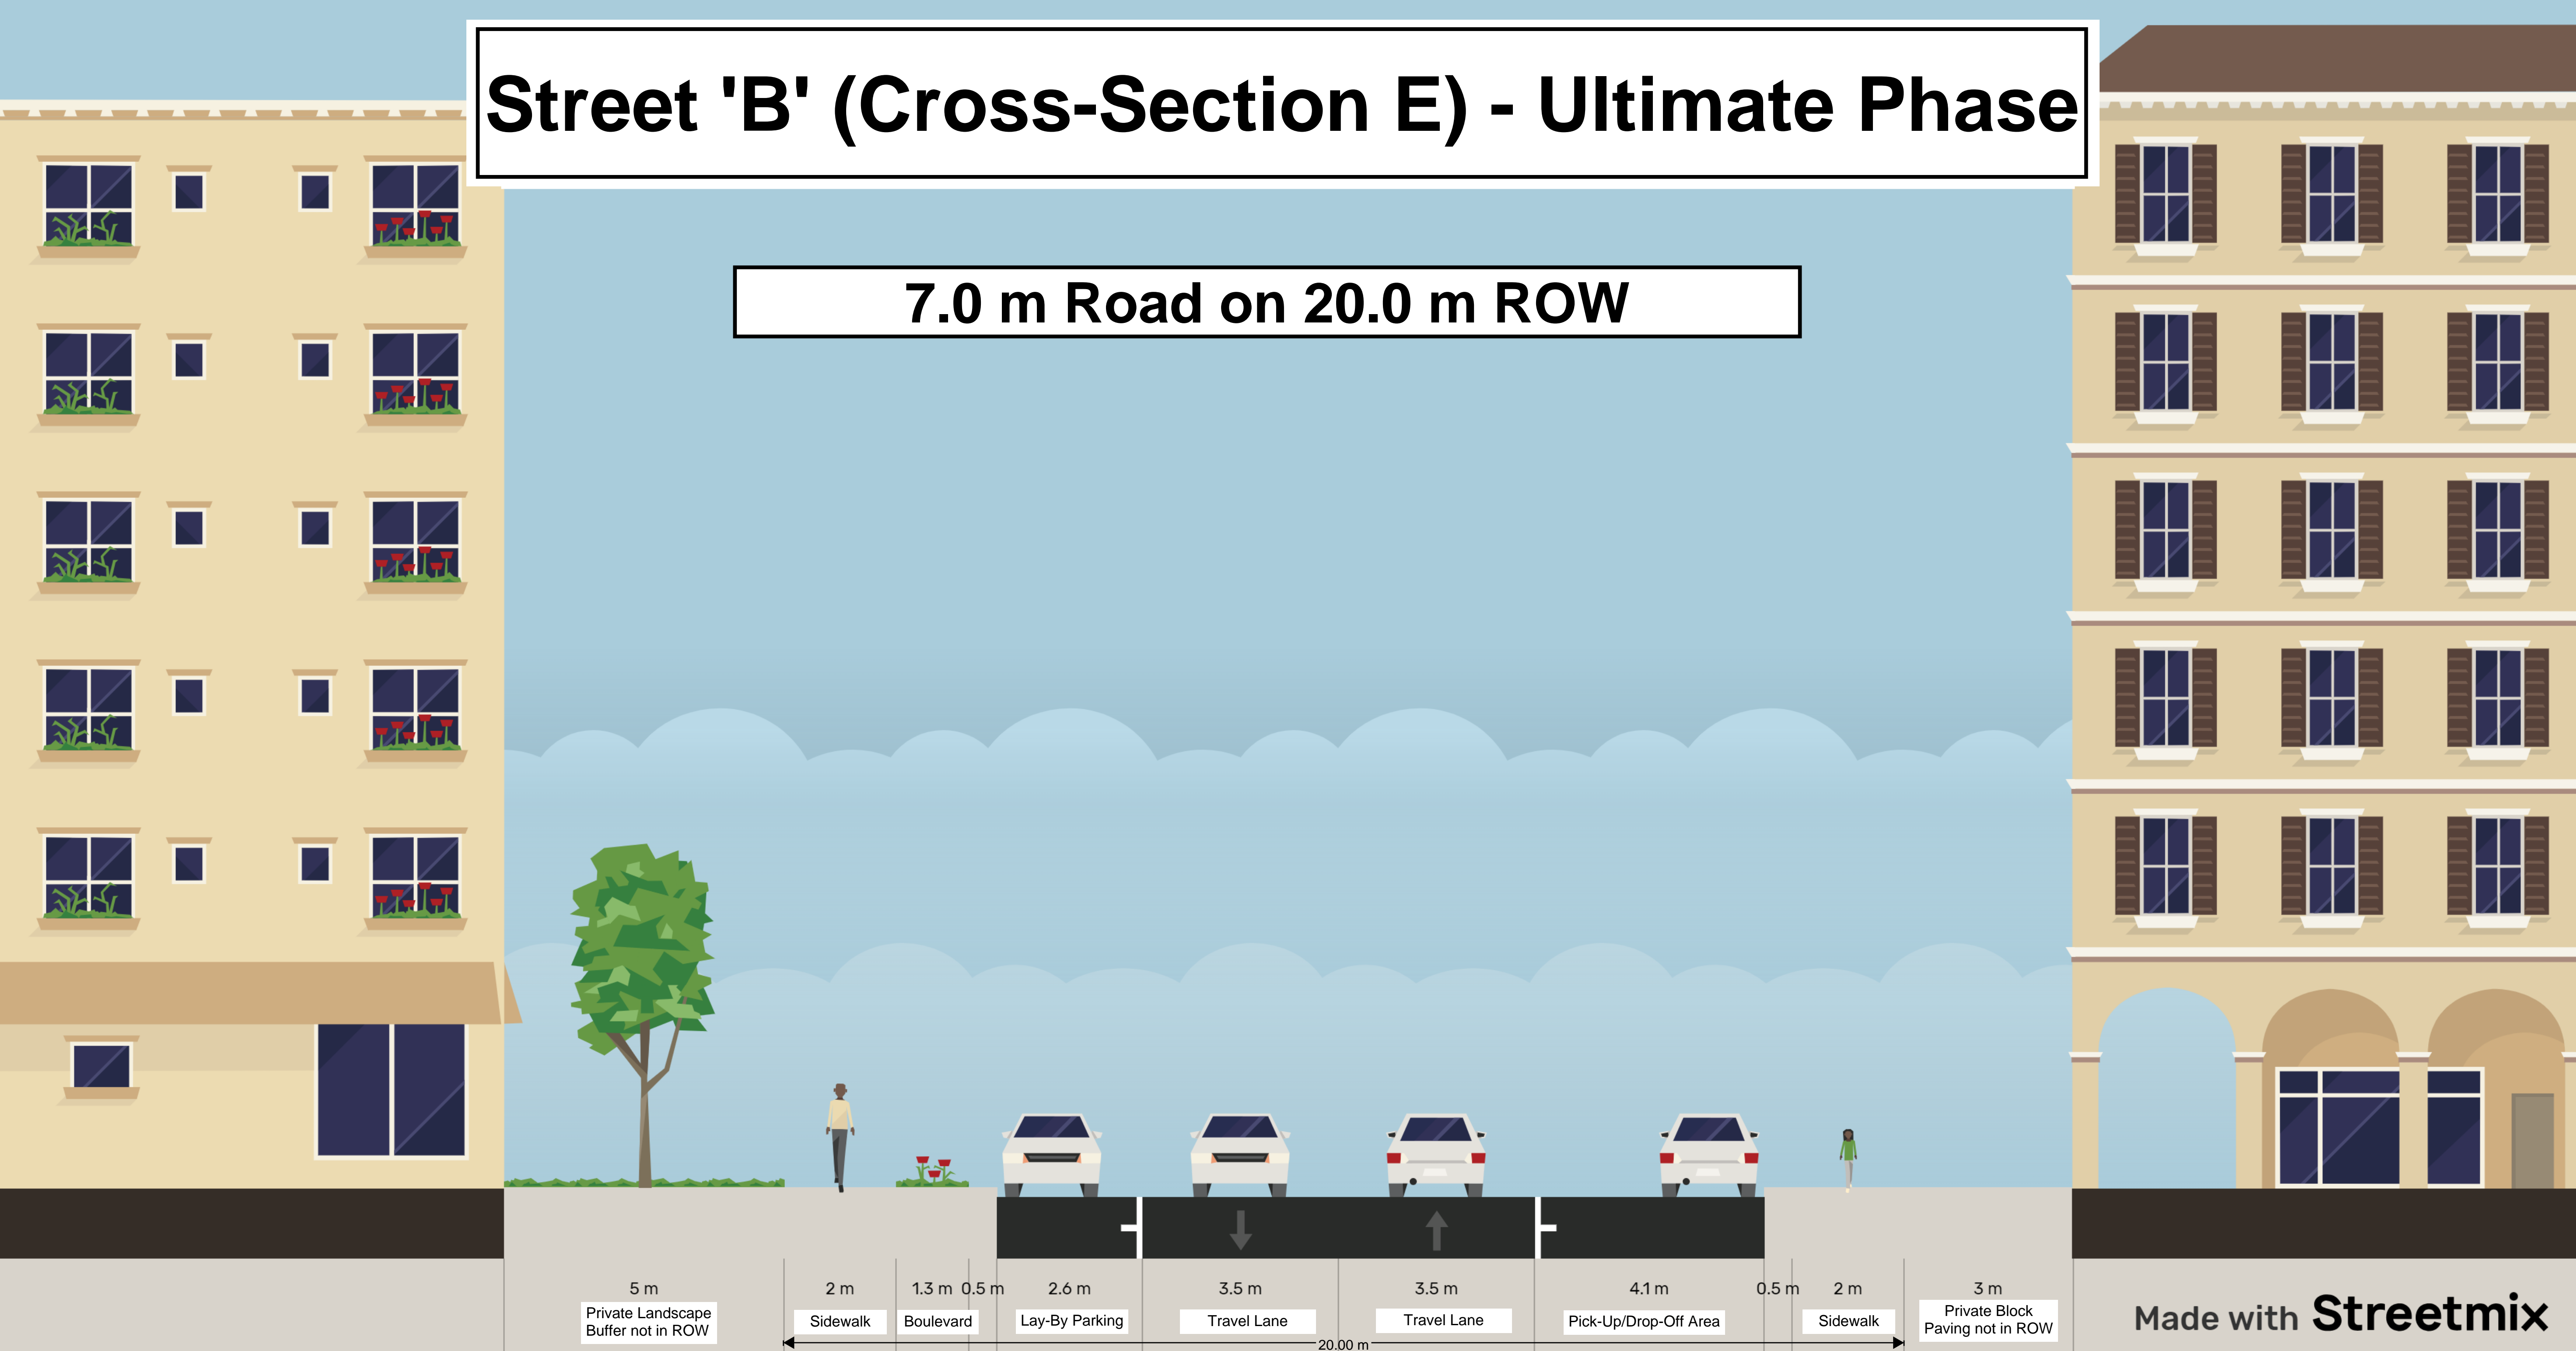 Street 'B' (Cross-Section E) - Ultimate Phase
7.0 m Road on 20.0 m ROW
5 m
2 m
1.3 m
0.5 m
2.6 m
3.5 m
3.5 m
4.1 m
0.5 m
2 m
3 m
Private Landscape
Buffer not in ROW
Sidewalk
Boulevard
Lay-By Parking
Travel Lane
Travel Lane
Pick-Up/Drop-Off Area
Sidewalk
Private Block
Paving not in ROW
20.00 m
Made with Streetmix